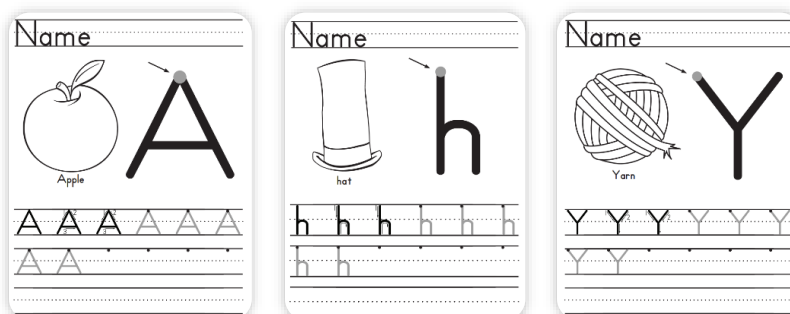 Name
A
Apple
A A A A A A
A A
Name
h
hat
h h h h h h
h h
Name
Y
Yarn
Y Y Y Y Y Y
Y Y